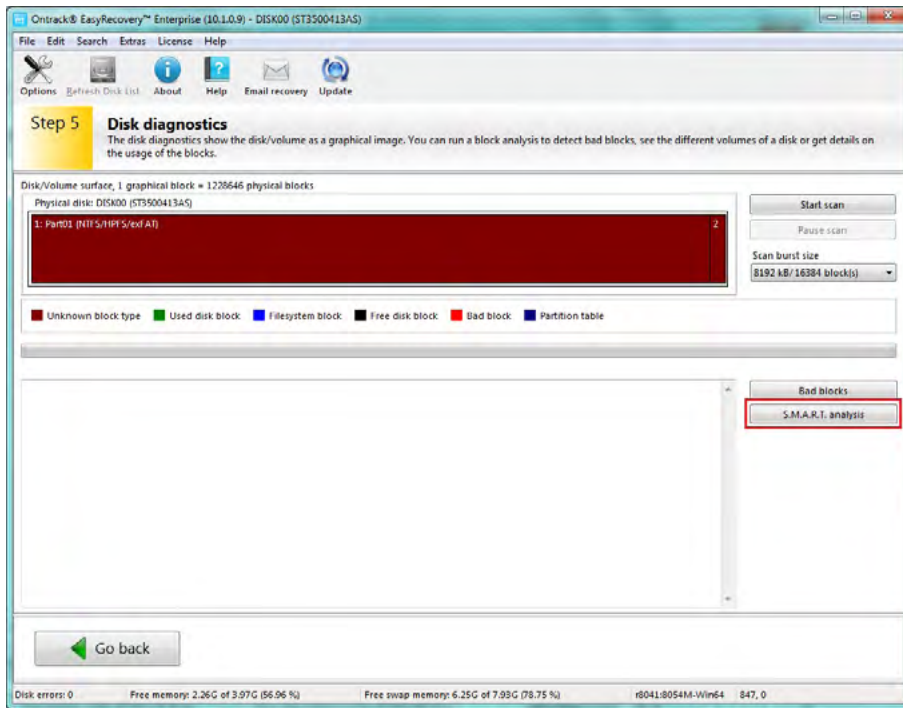 Ontrack® EasyRecovery™ Enterprise (10.1.0.9) - DISK00 (ST3500413AS)
File Edit Search Extras License Help
Options Refresh Disk List About Help Email recovery Update
Step 5
Disk diagnostics
The disk diagnostics show the disk/volume as a graphical image. You can run a block analysis to detect bad blocks, see the different volumes of a disk or get details on
the usage of the blocks.
Disk/Volume surface, 1 graphical block = 1228646 physical blocks
Physical disk: DISK00 (ST3500413AS)
1: Part01 (NTFS/HPFS/exFAT)
2
Start scan
Pause scan
Scan burst size
8192 kB/16384 block(s)
Unknown block type Used disk block Filesystem block Free disk block Bad block Partition table
Bad blocks
S.M.A.R.T. analysis
Go back
Disk errors: 0 Free memory: 2.26G of 3.97G (56.96 %) Free swap memory: 6.25G of 7.93G (78.75 %) r8041:8054M-Win64 847, 0